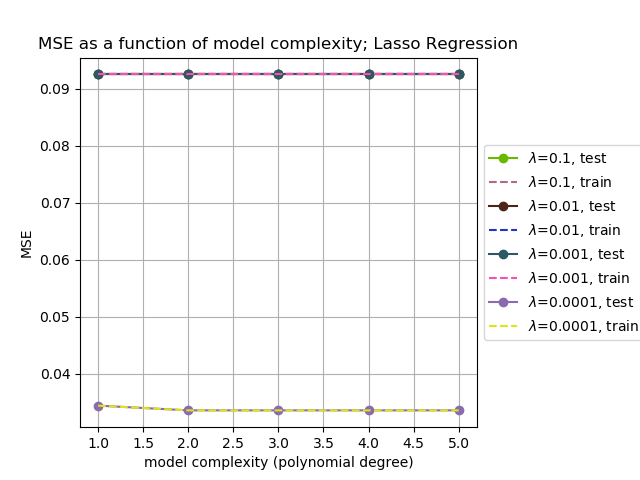 MSE as a function of model complexity; Lasso Regression
0.09
0.08
0.07
0.06
0.05
0.04
MSE
1.0 1.5 2.0 2.5 3.0 3.5 4.0 4.5 5.0
model complexity (polynomial degree)
λ=0.1, test
λ=0.1, train
λ=0.01, test
λ=0.01, train
λ=0.001, test
λ=0.001, train
λ=0.0001, test
λ=0.0001, train